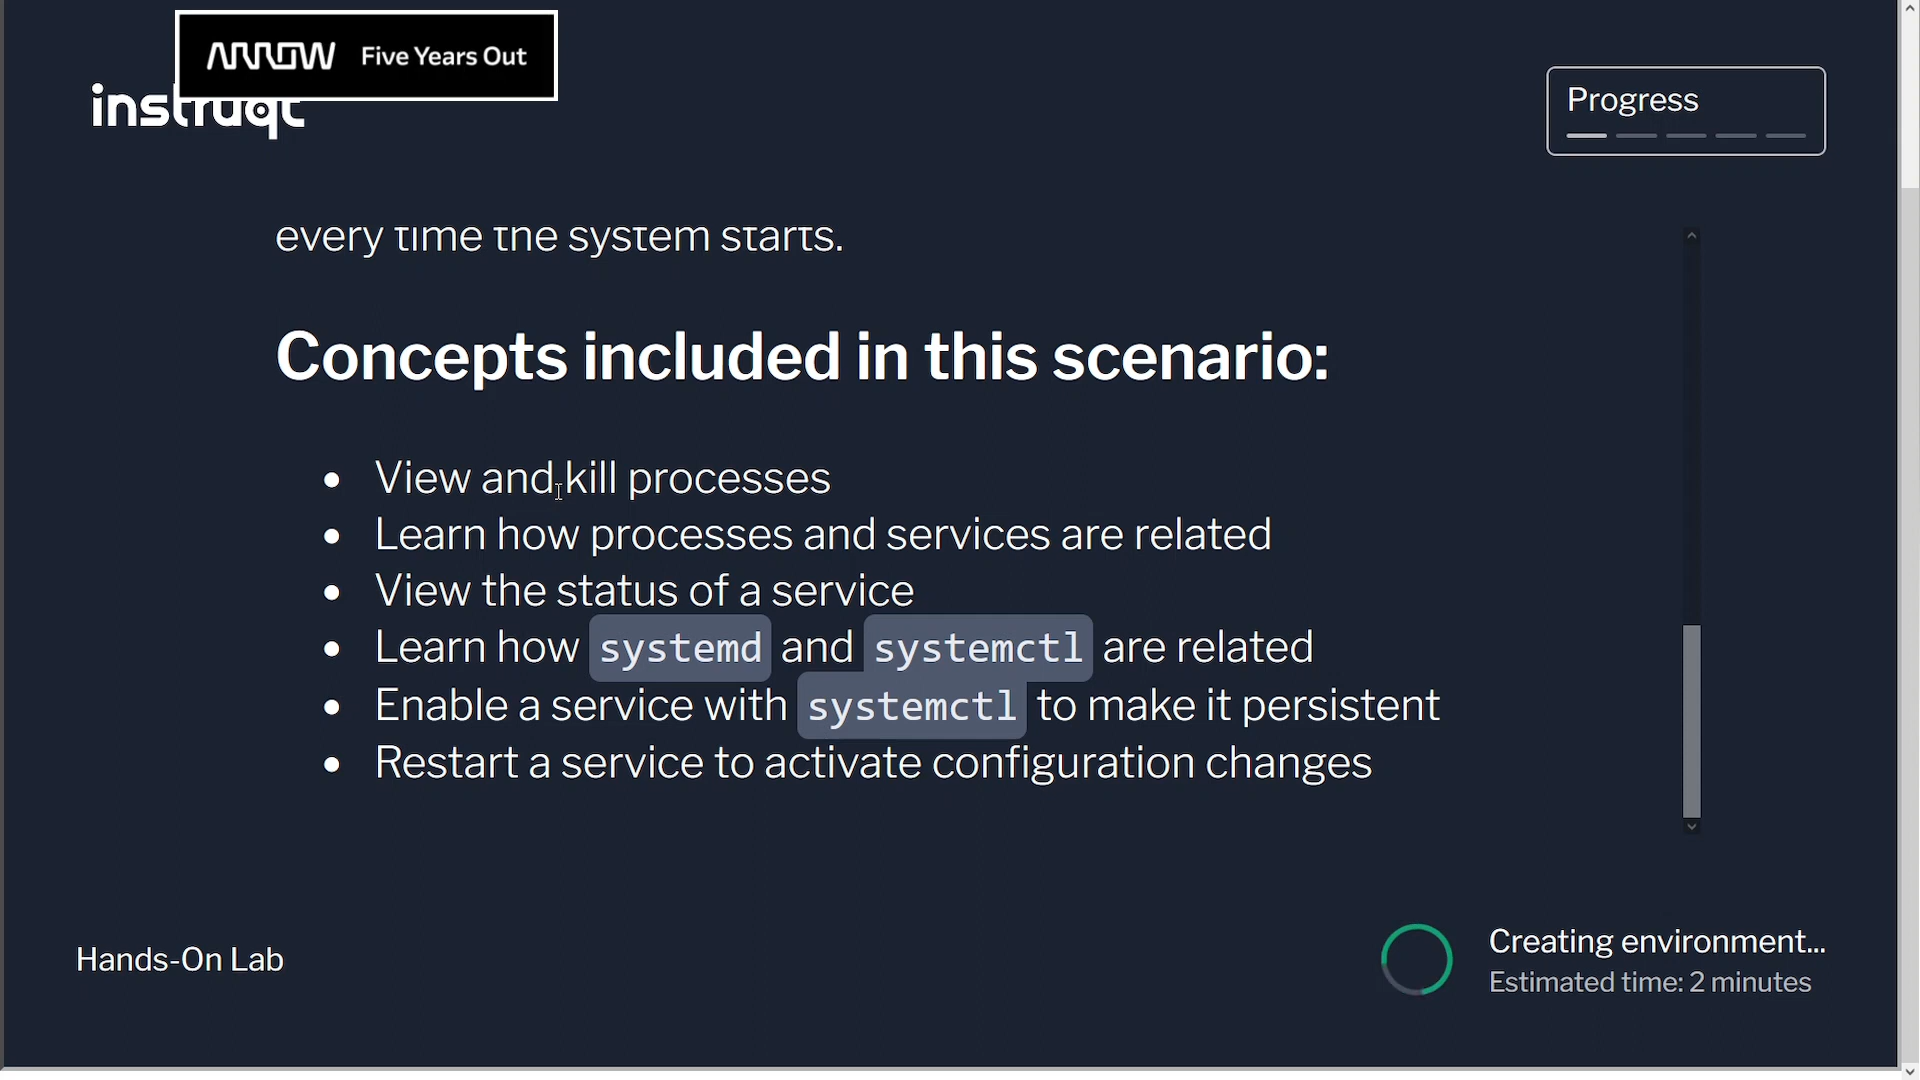 ARROW Five Years Out
instruqt
Progress
every time the system starts.
Concepts included in this scenario:
• View and kill processes
• Learn how processes and services are related
• View the status of a service
• Learn how systemd and systemctl are related
• Enable a service with systemctl to make it persistent
• Restart a service to activate configuration changes
Hands-On Lab
Creating environment...
Estimated time: 2 minutes